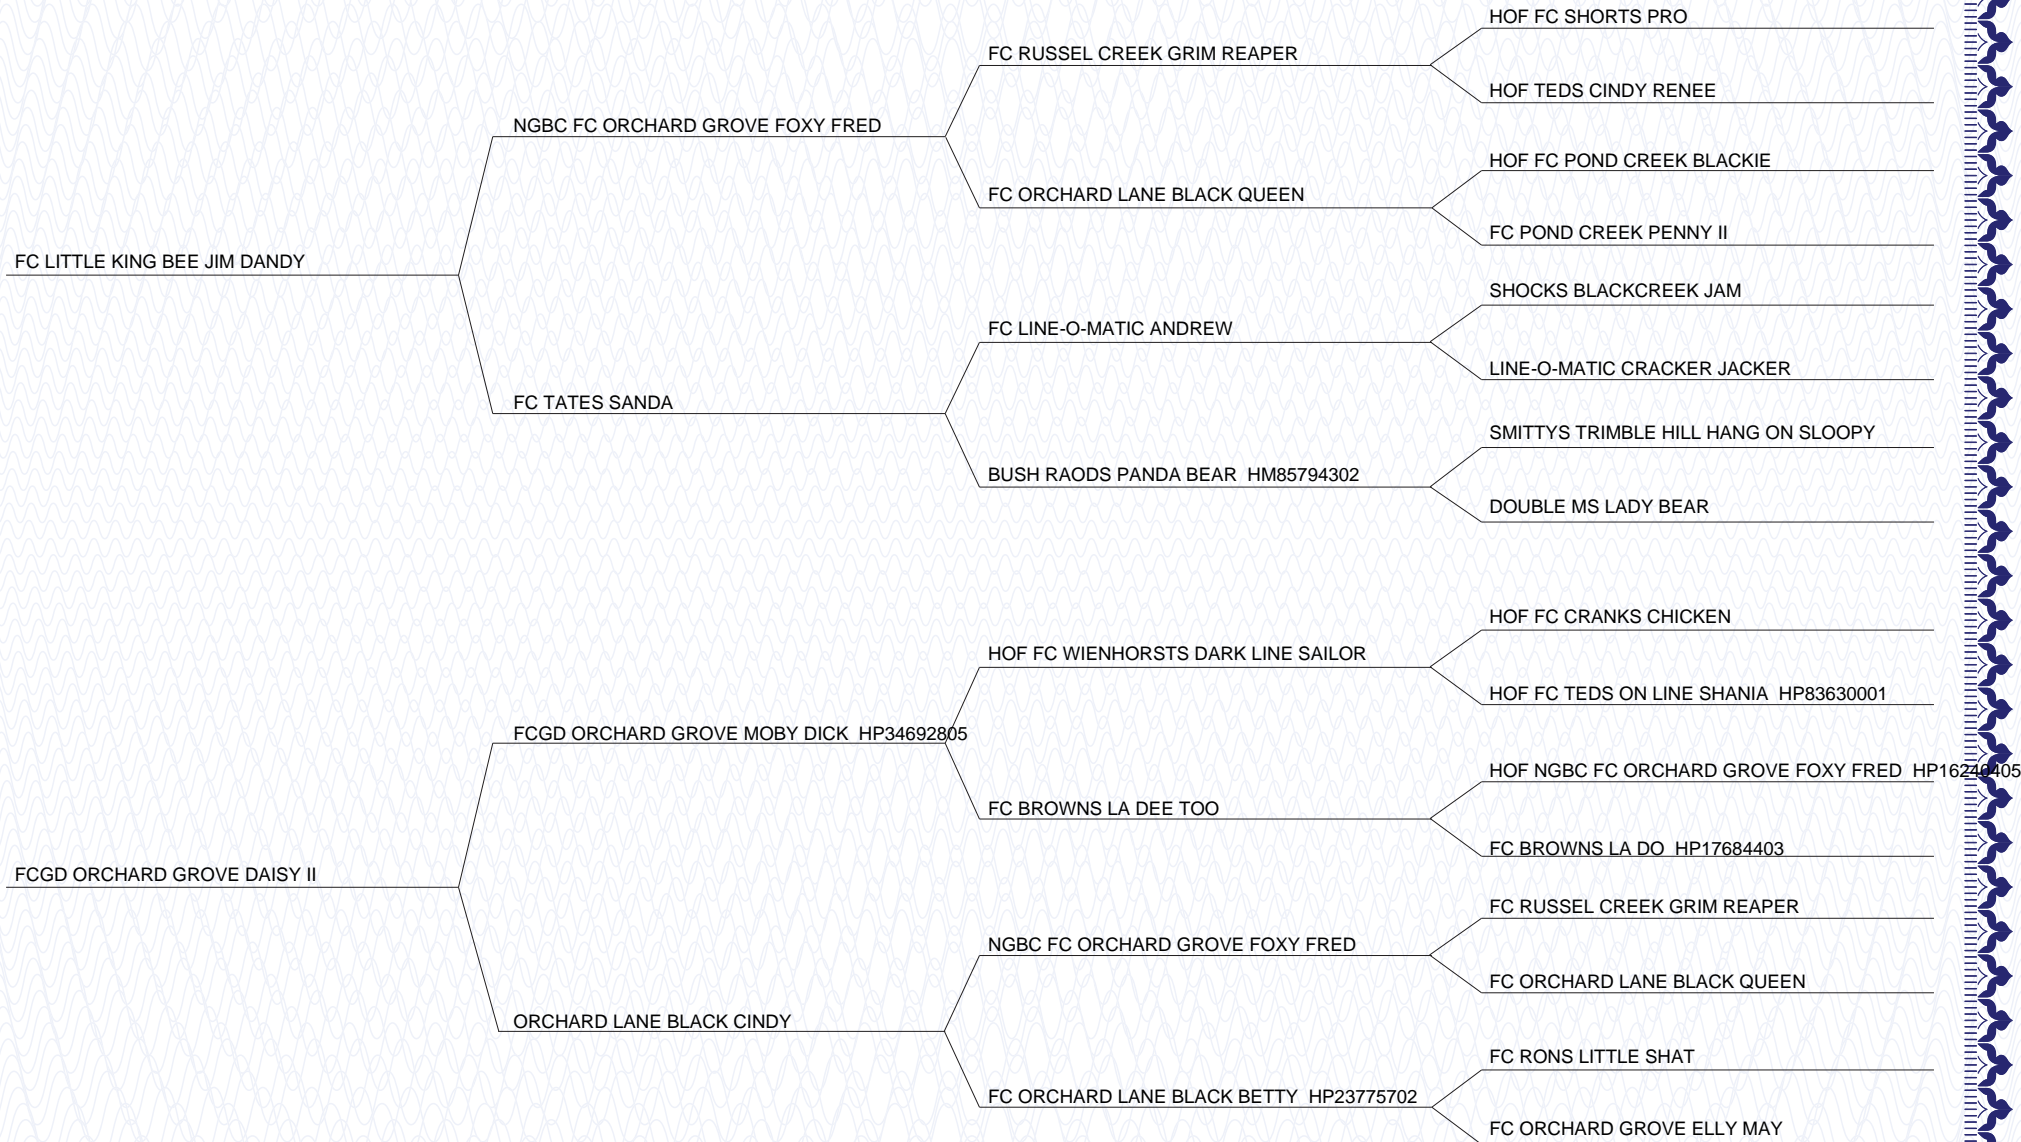 HOF FC SHORTS PRO
FC RUSSEL CREEK GRIM REAPER
HOF TEDS CINDY RENEE
NGBC FC ORCHARD GROVE FOXY FRED
HOF FC POND CREEK BLACKIE
FC ORCHARD LANE BLACK QUEEN
FC POND CREEK PENNY II
FC LITTLE KING BEE JIM DANDY
SHOCKS BLACKCREEK JAM
FC LINE-O-MATIC ANDREW
LINE-O-MATIC CRACKER JACKER
FC TATES SANDA
SMITTYS TRIMBLE HILL HANG ON SLOOPY
BUSH RAODS PANDA BEAR HM85794302
DOUBLE MS LADY BEAR
HOF FC CRANKS CHICKEN
HOF FC WIENHORSTS DARK LINE SAILOR
HOF FC TEDS ON LINE SHANIA HP83630001
FCGD ORCHARD GROVE MOBY DICK HP34692805
HOF NGBC FC ORCHARD GROVE FOXY FRED HP16240405
FC BROWNS LA DEE TOO
FC BROWNS LA DO HP17684403
FCGD ORCHARD GROVE DAISY II
FC RUSSEL CREEK GRIM REAPER
NGBC FC ORCHARD GROVE FOXY FRED
FC ORCHARD LANE BLACK QUEEN
ORCHARD LANE BLACK CINDY
FC RONS LITTLE SHAT
FC ORCHARD LANE BLACK BETTY HP23775702
FC ORCHARD GROVE ELLY MAY